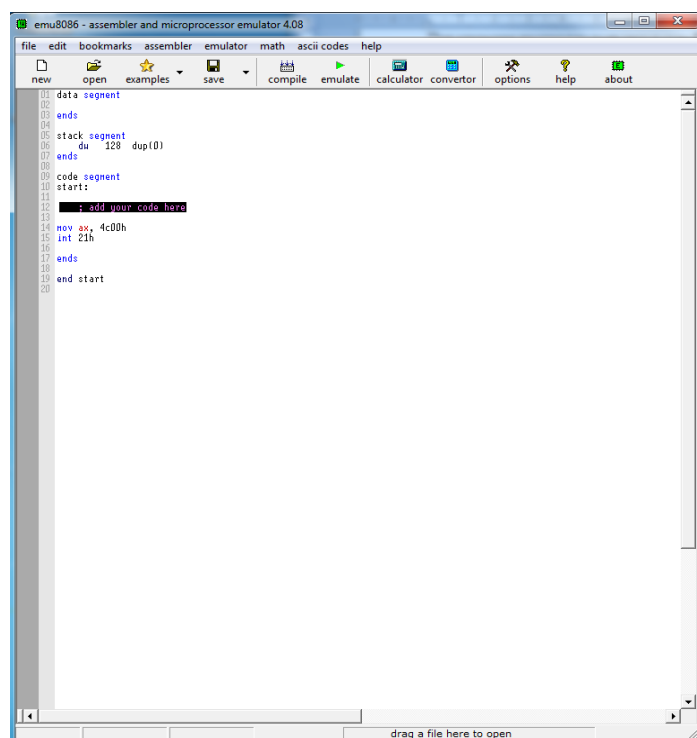 emu8086 - assembler and microprocessor emulator 4.08
file edit bookmarks assembler emulator math ascii codes help
new open examples save compile emulate calculator convertor options help about
01 data segment
02
03 ends
04
05 stack segment
06 dw 128 dup(0)
07 ends
08
09 code segment
10 start:
11
12 ; add your code here
13
14 mov ax, 4c00h
15 int 21h
16
17 ends
18
19 end start
20
drag a file here to open